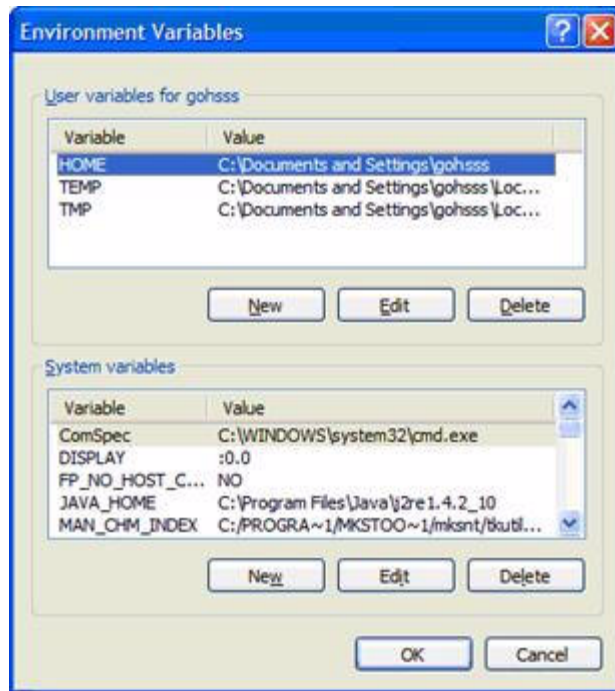 Environment Variables
User variables for gohsss
Variable Value
HOME C:\Documents and Settings\gohsss
TEMP C:\Documents and Settings\gohsss\Loc...
TMP C:\Documents and Settings\gohsss\Loc...
New Edit Delete
System variables
Variable Value
ComSpec C:\WINDOWS\system32\cmd.exe
DISPLAY :0.0
FP_NO_HOST_C... NO
JAVA_HOME C:\Program Files\Java\j2re1.4.2_10
MAN_CHM_INDEX C:/PROGRA~1/MKSTOO~1/mksnt/tkutil...
New Edit Delete
OK Cancel